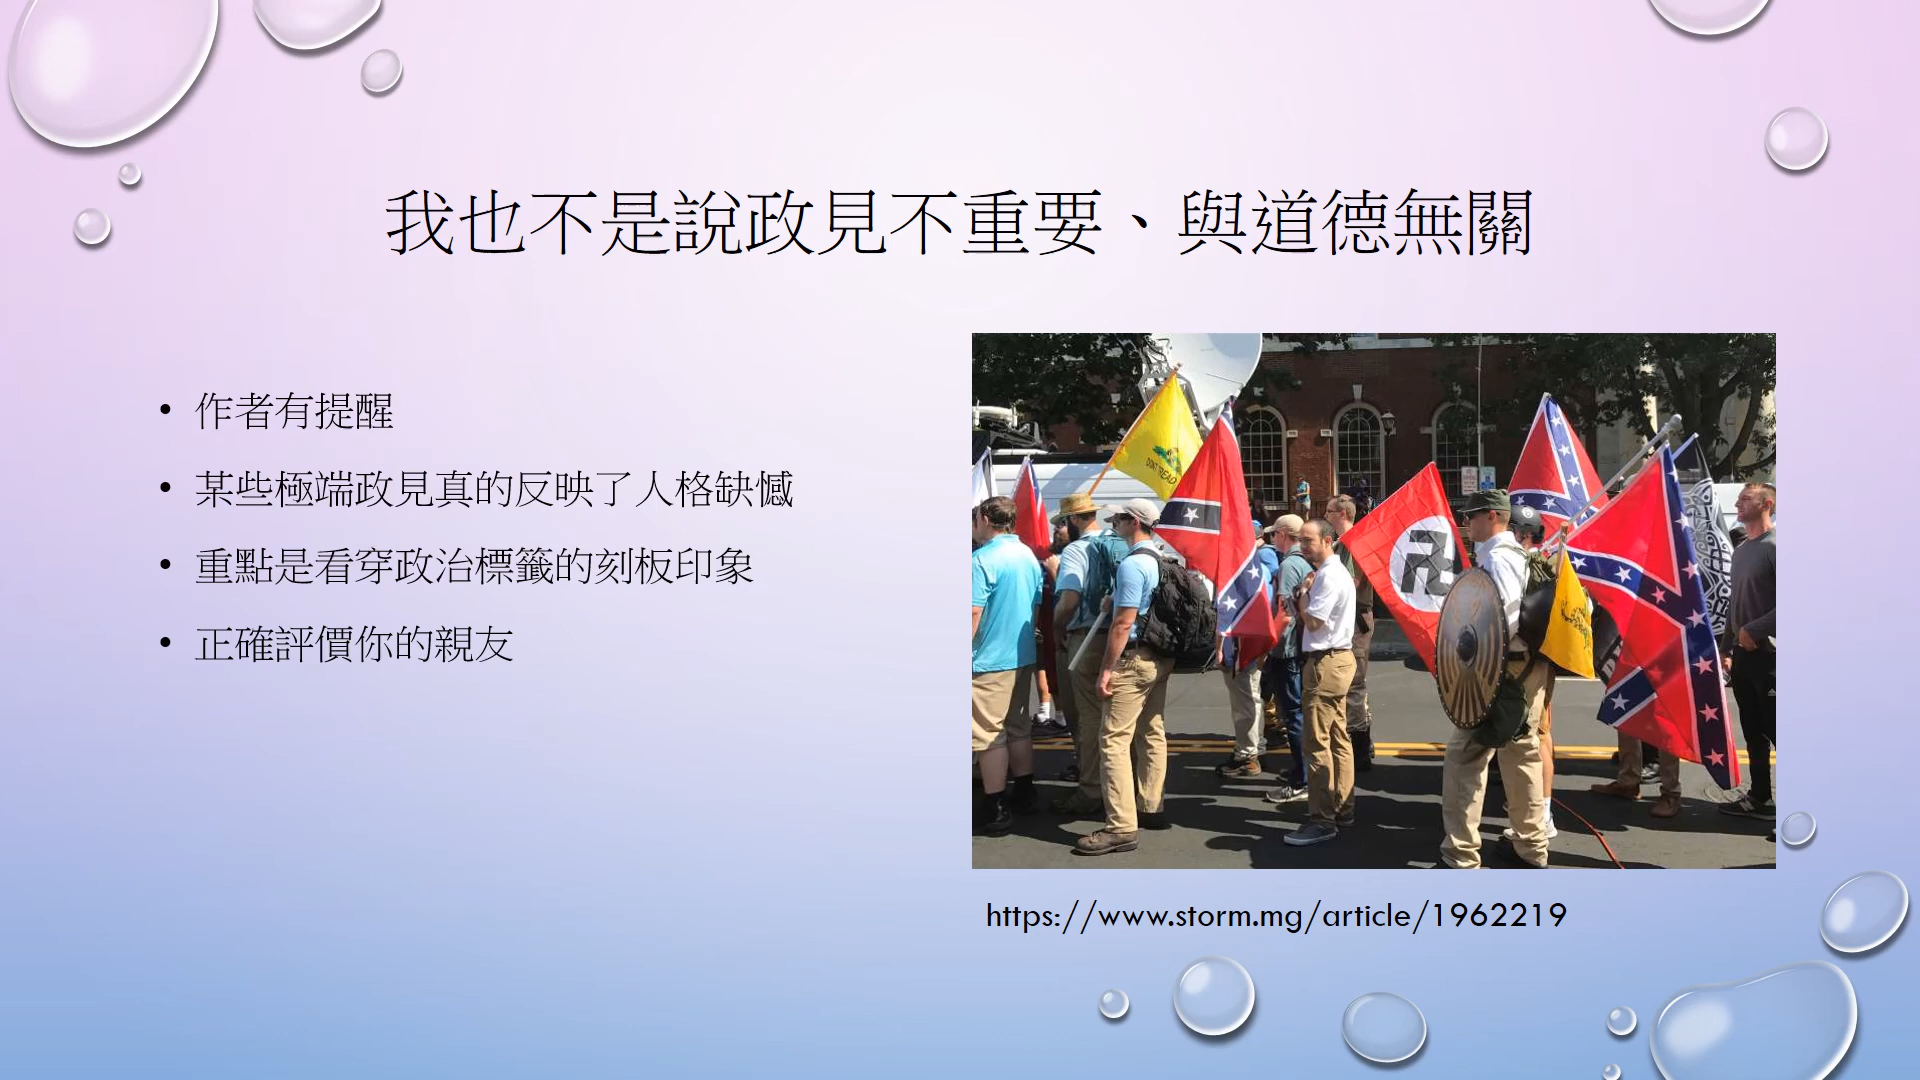 我也不是說政見不重要、與道德無關
• 作者有提醒
• 某些極端政見真的反映了人格缺憾
• 重點是看穿政治標籤的刻板印象
• 正確評價你的親友
DONT TREAD
https://www.storm.mg/article/1962219